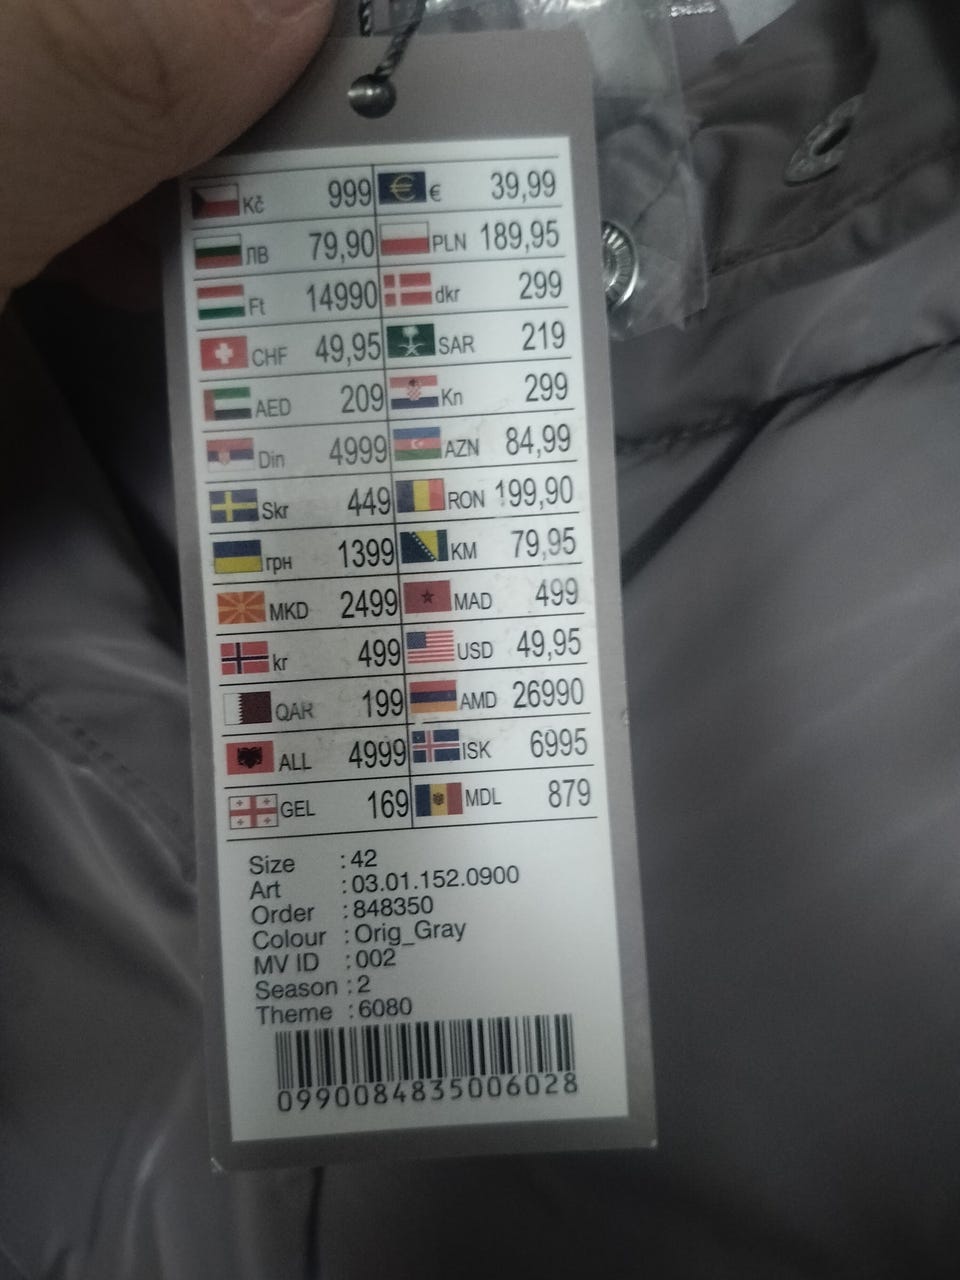 Kč 999 € 39,99
лв 79,90 PLN 189,95
Ft 14990 dkr 299
CHF 49,95 SAR 219
AED 209 Kn 299
Din 4999 AZN 84,99
Skr 449 RON 199,90
грн 1399 KM 79,95
MKD 2499 MAD 499
kr 499 USD 49,95
QAR 199 AMD 26990
ALL 4999 ISK 6995
GEL 169 MDL 879
Size : 42
Art : 03.01.152.0900
Order : 848350
Colour : Orig_Gray
MV ID : 002
Season : 2
Theme : 6080
0990084835006028